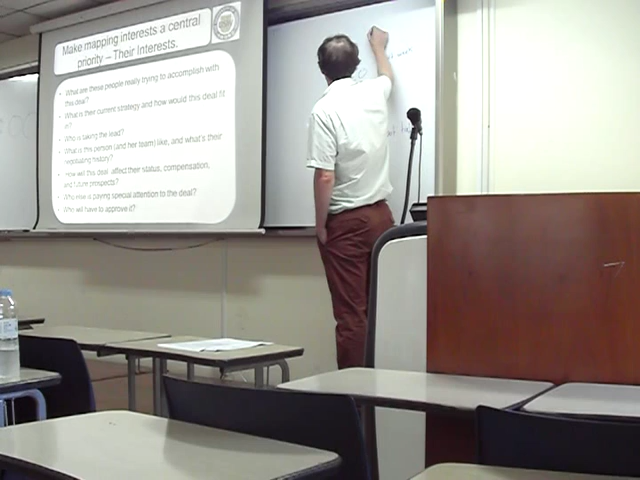 Make mapping interests a central
priority – Their Interests.
• What are these people really trying to accomplish with
this deal?
• What is their current strategy and how would this deal fit
in?
• Who is taking the lead?
• What is this person (and her team) like, and what's their
negotiating history?
• How will this deal affect their status, compensation,
and future prospects?
• Who else is paying special attention to the deal?
• Who will have to approve it?